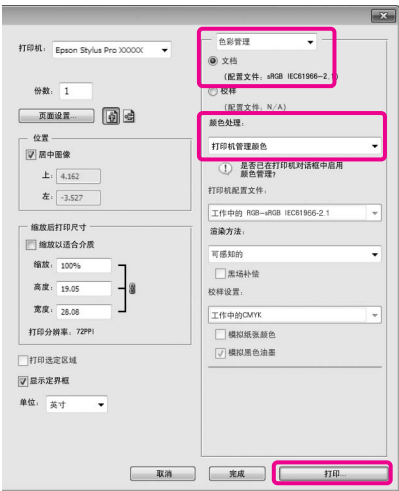 打印机: Epson Stylus Pro XXXXX
份数: 1
页面设置...
位置
居中图像
上: 4.162
左: -3.527
缩放后打印尺寸
缩放以适合介质
缩放: 100%
高度: 19.05
宽度: 28.08
打印分辨率: 72PPI
打印选定区域
显示定界框
单位: 英寸
色彩管理
文档
(配置文件: sRGB IEC61966-2.1)
校样
(配置文件: N/A)
颜色处理:
打印机管理颜色
是否已在打印机对话框中启用
颜色管理?
打印机配置文件:
工作中的 RGB-sRGB IEC61966-2.1
渲染方法:
可感知的
黑场补偿
校样设置:
工作中的CMYK
模拟纸张颜色
模拟黑色油墨
取消
完成
打印...